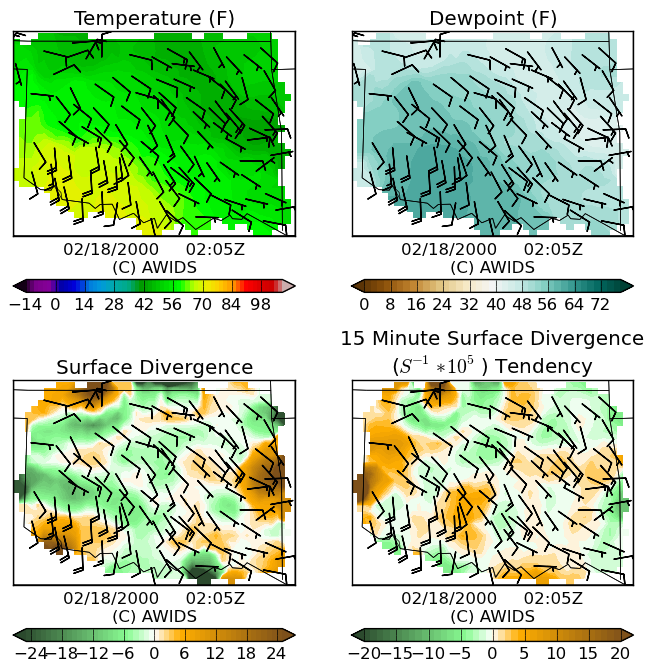 Temperature (F)
Dewpoint (F)
02/18/2000 02:05Z
(C) AWIDS
02/18/2000 02:05Z
(C) AWIDS
−14 0 14 28 42 56 70 84 98
0 8 16 24 32 40 48 56 64 72
Surface Divergence
15 Minute Surface Divergence
(S⁻¹ *10⁵ ) Tendency
02/18/2000 02:05Z
(C) AWIDS
02/18/2000 02:05Z
(C) AWIDS
−24 −18 −12 −6 0 6 12 18 24
−20 −15 −10 −5 0 5 10 15 20